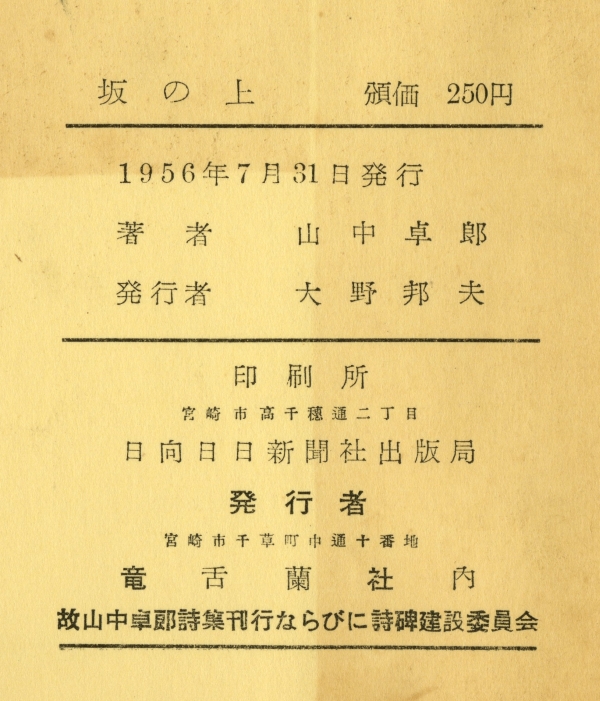 坂の上 頒価 250円
1956年7月31日発行
著者 山中卓郎
発行者 大野邦夫
印刷所
宮崎市高千穂通二丁目
日向日日新聞社出版局
発行者
宮崎市千草町中通十番地
竜舌蘭社内
故山中卓郎詩集刊行ならびに詩碑建設委員会